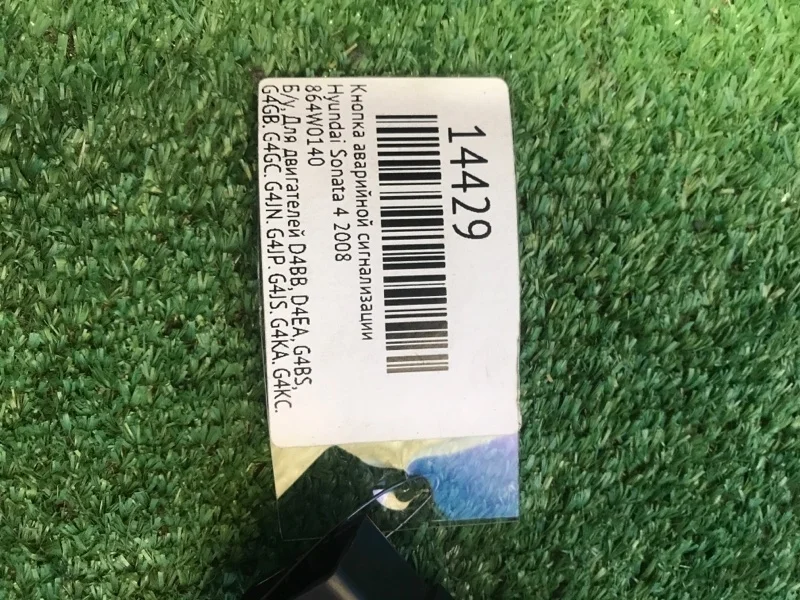 14429
Кнопка аварийной сигнализации
Hyundai Sonata 4 2008
864W0140
Б/у, Для двигателей D4BB, D4EA, G4BS,
G4GB, G4GC, G4JN, G4JP, G4JS, G4KA, G4KC,